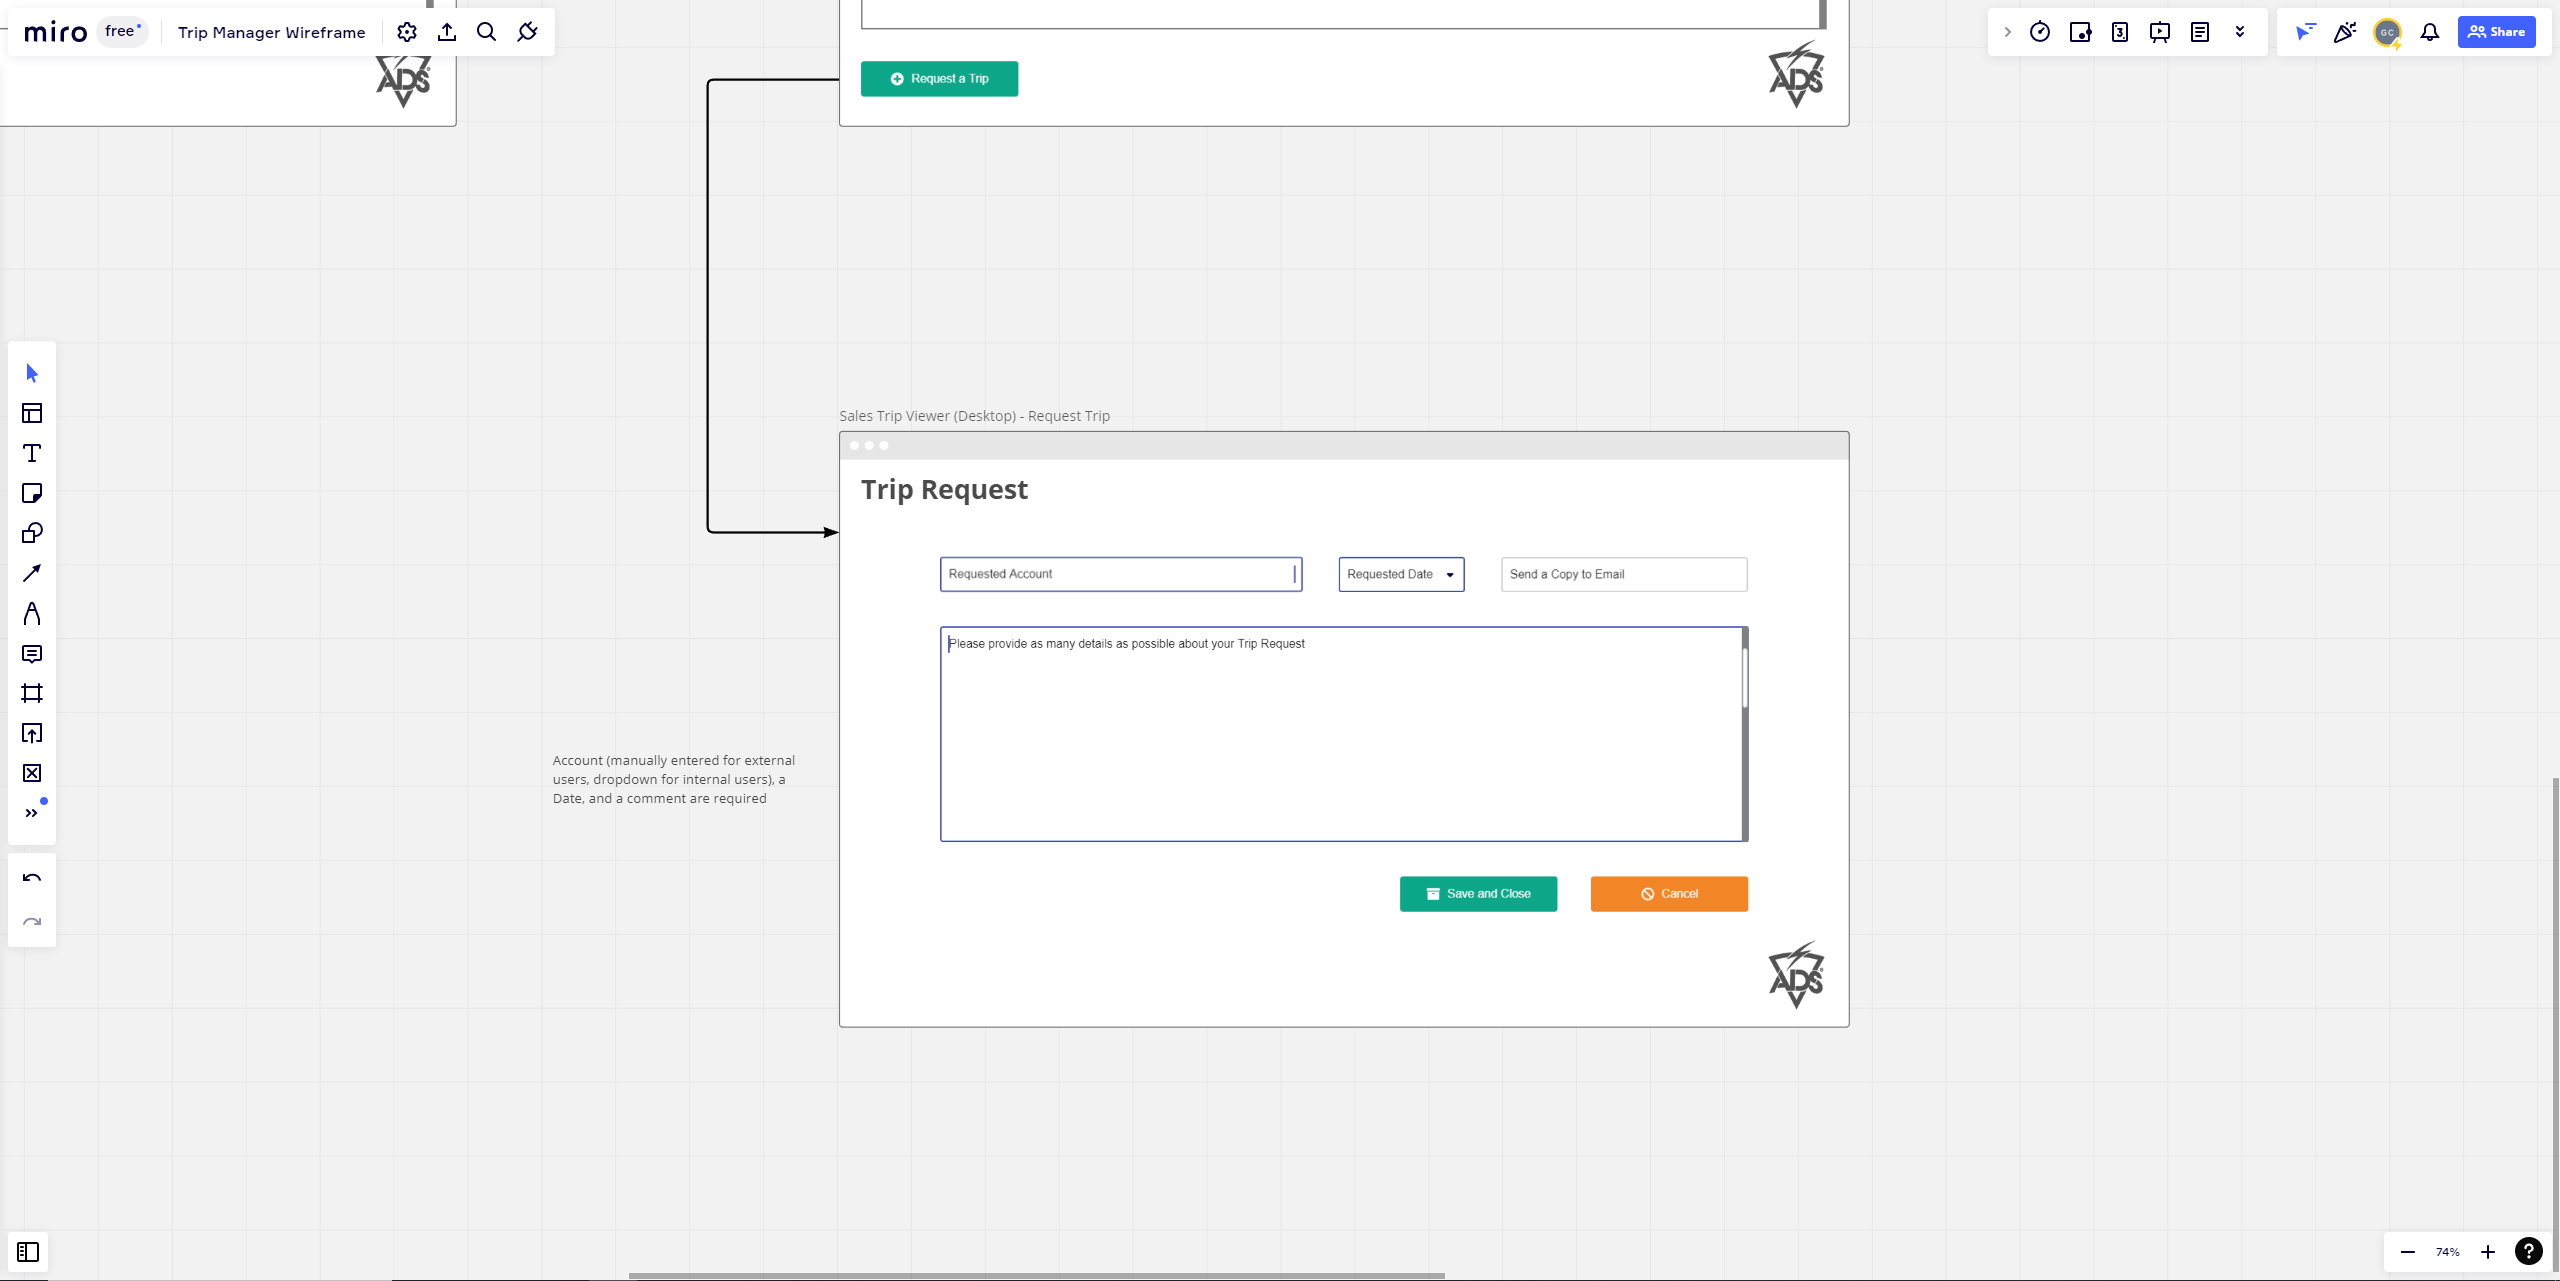 miro
free
Trip Manager Wireframe
3
GC
Share
ADS
Request a Trip
ADS
Sales Trip Viewer (Desktop) - Request Trip
Trip Request
Requested Account
Requested Date
Send a Copy to Email
Please provide as many details as possible about your Trip Request
Account (manually entered for external
users, dropdown for internal users), a
Date, and a comment are required
Save and Close
Cancel
ADS
74%
?